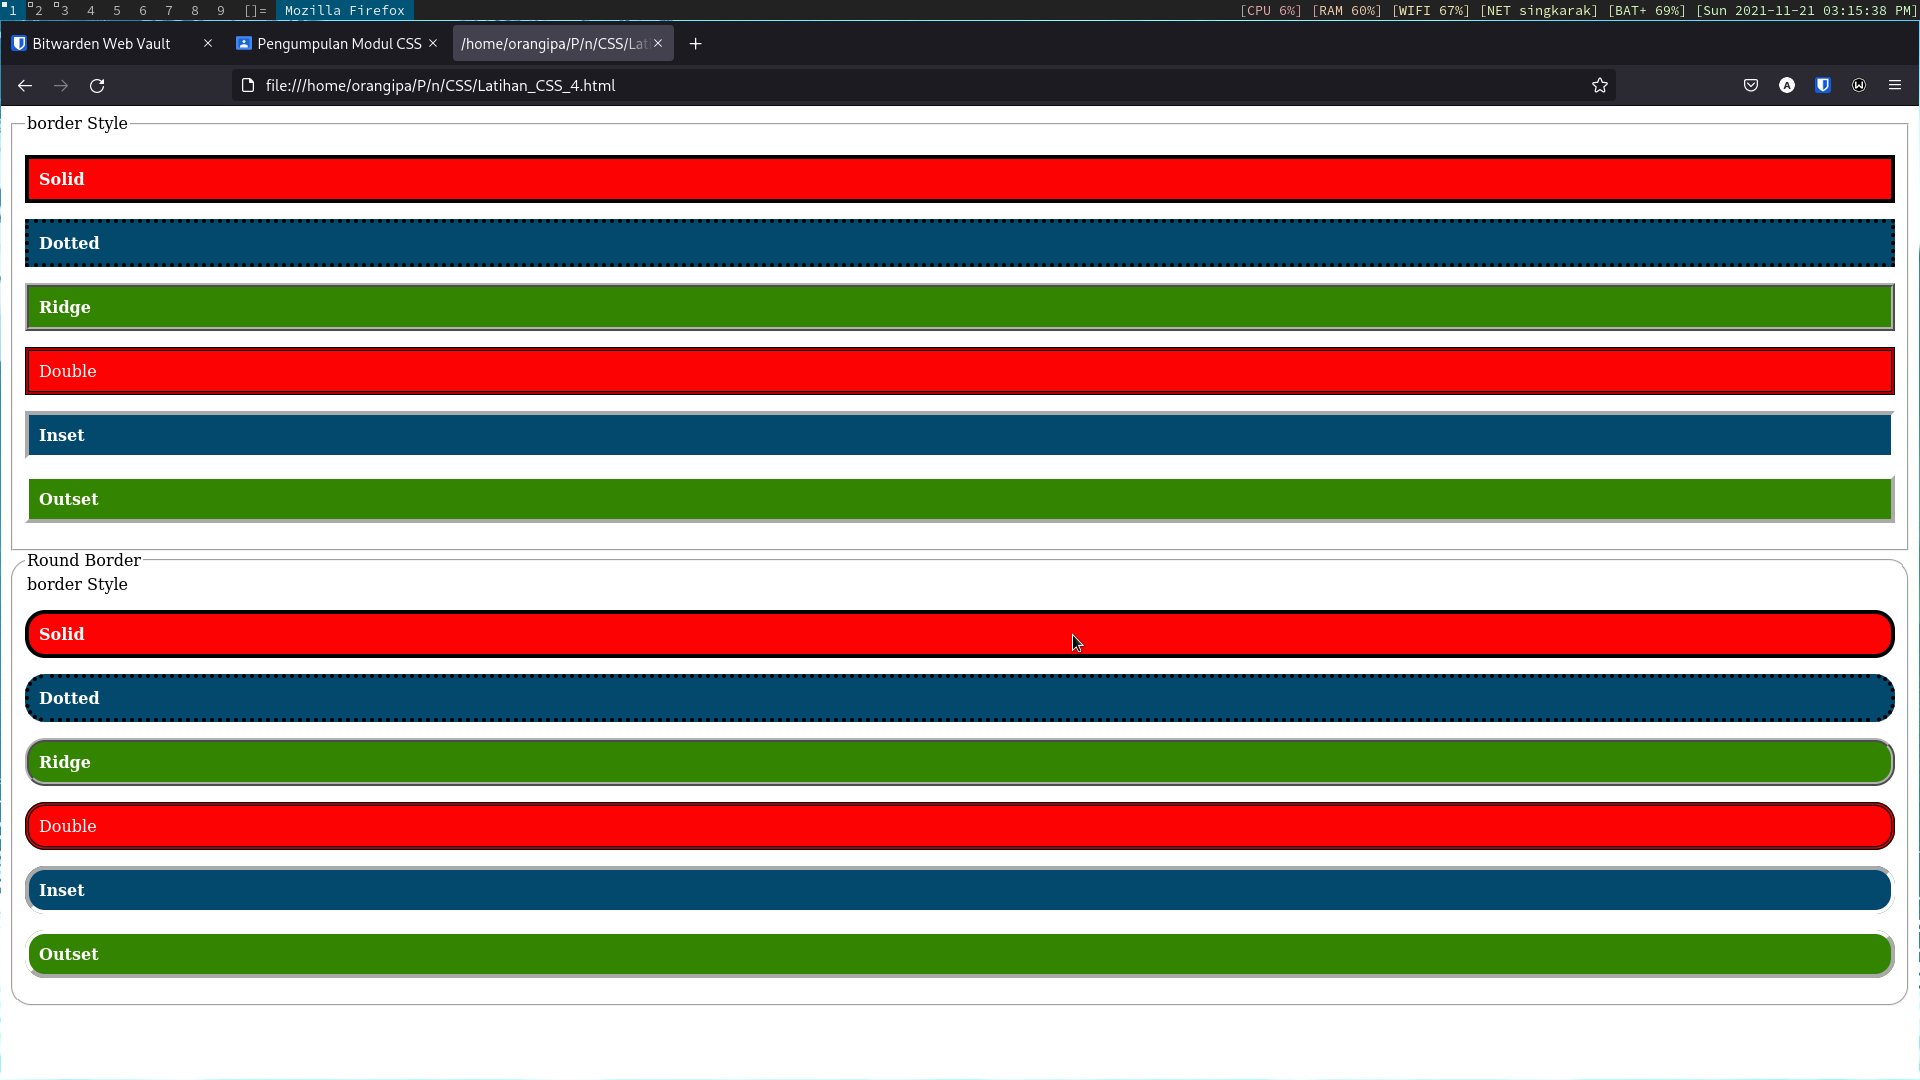 1 2 3 4 5 6 7 8 9 []= Mozilla Firefox [CPU 6%] [RAM 60%] [WIFI 67%] [NET singkarak] [BAT+ 69%] [Sun 2021-11-21 03:15:38 PM]
Bitwarden Web Vault Pengumpulan Modul CSS /home/orangipa/P/n/CSS/Lat
file:///home/orangipa/P/n/CSS/Latihan_CSS_4.html A
border Style
Solid
Dotted
Ridge
Double
Inset
Outset
Round Border
border Style
Solid
Dotted
Ridge
Double
Inset
Outset